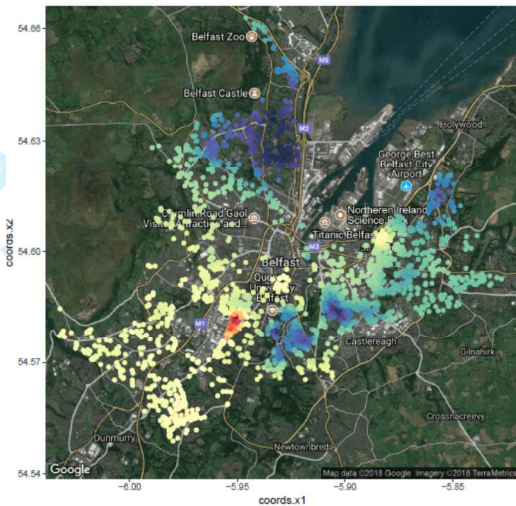 54.66
Belfast Zoo
M5
Belfast Castle
54.63
M2
Holywood
George Best
Belfast City
Airport
coords.x2
Crumlin Road Gaol
Visitor Attraction and...
Northeren Ireland
Science Park
Titanic Belfast
54.60
M3
Belfast
Queen's
University
Belfast
M1
Castlereagh
54.57
Gilnahirk
Crossnacreevy
Dunmurry
Newtownbreda
54.54
Google
Map data ©2018 Google Imagery ©2018 TerraMetrics
−6.00
−5.95
−5.90
−5.85
coords.x1